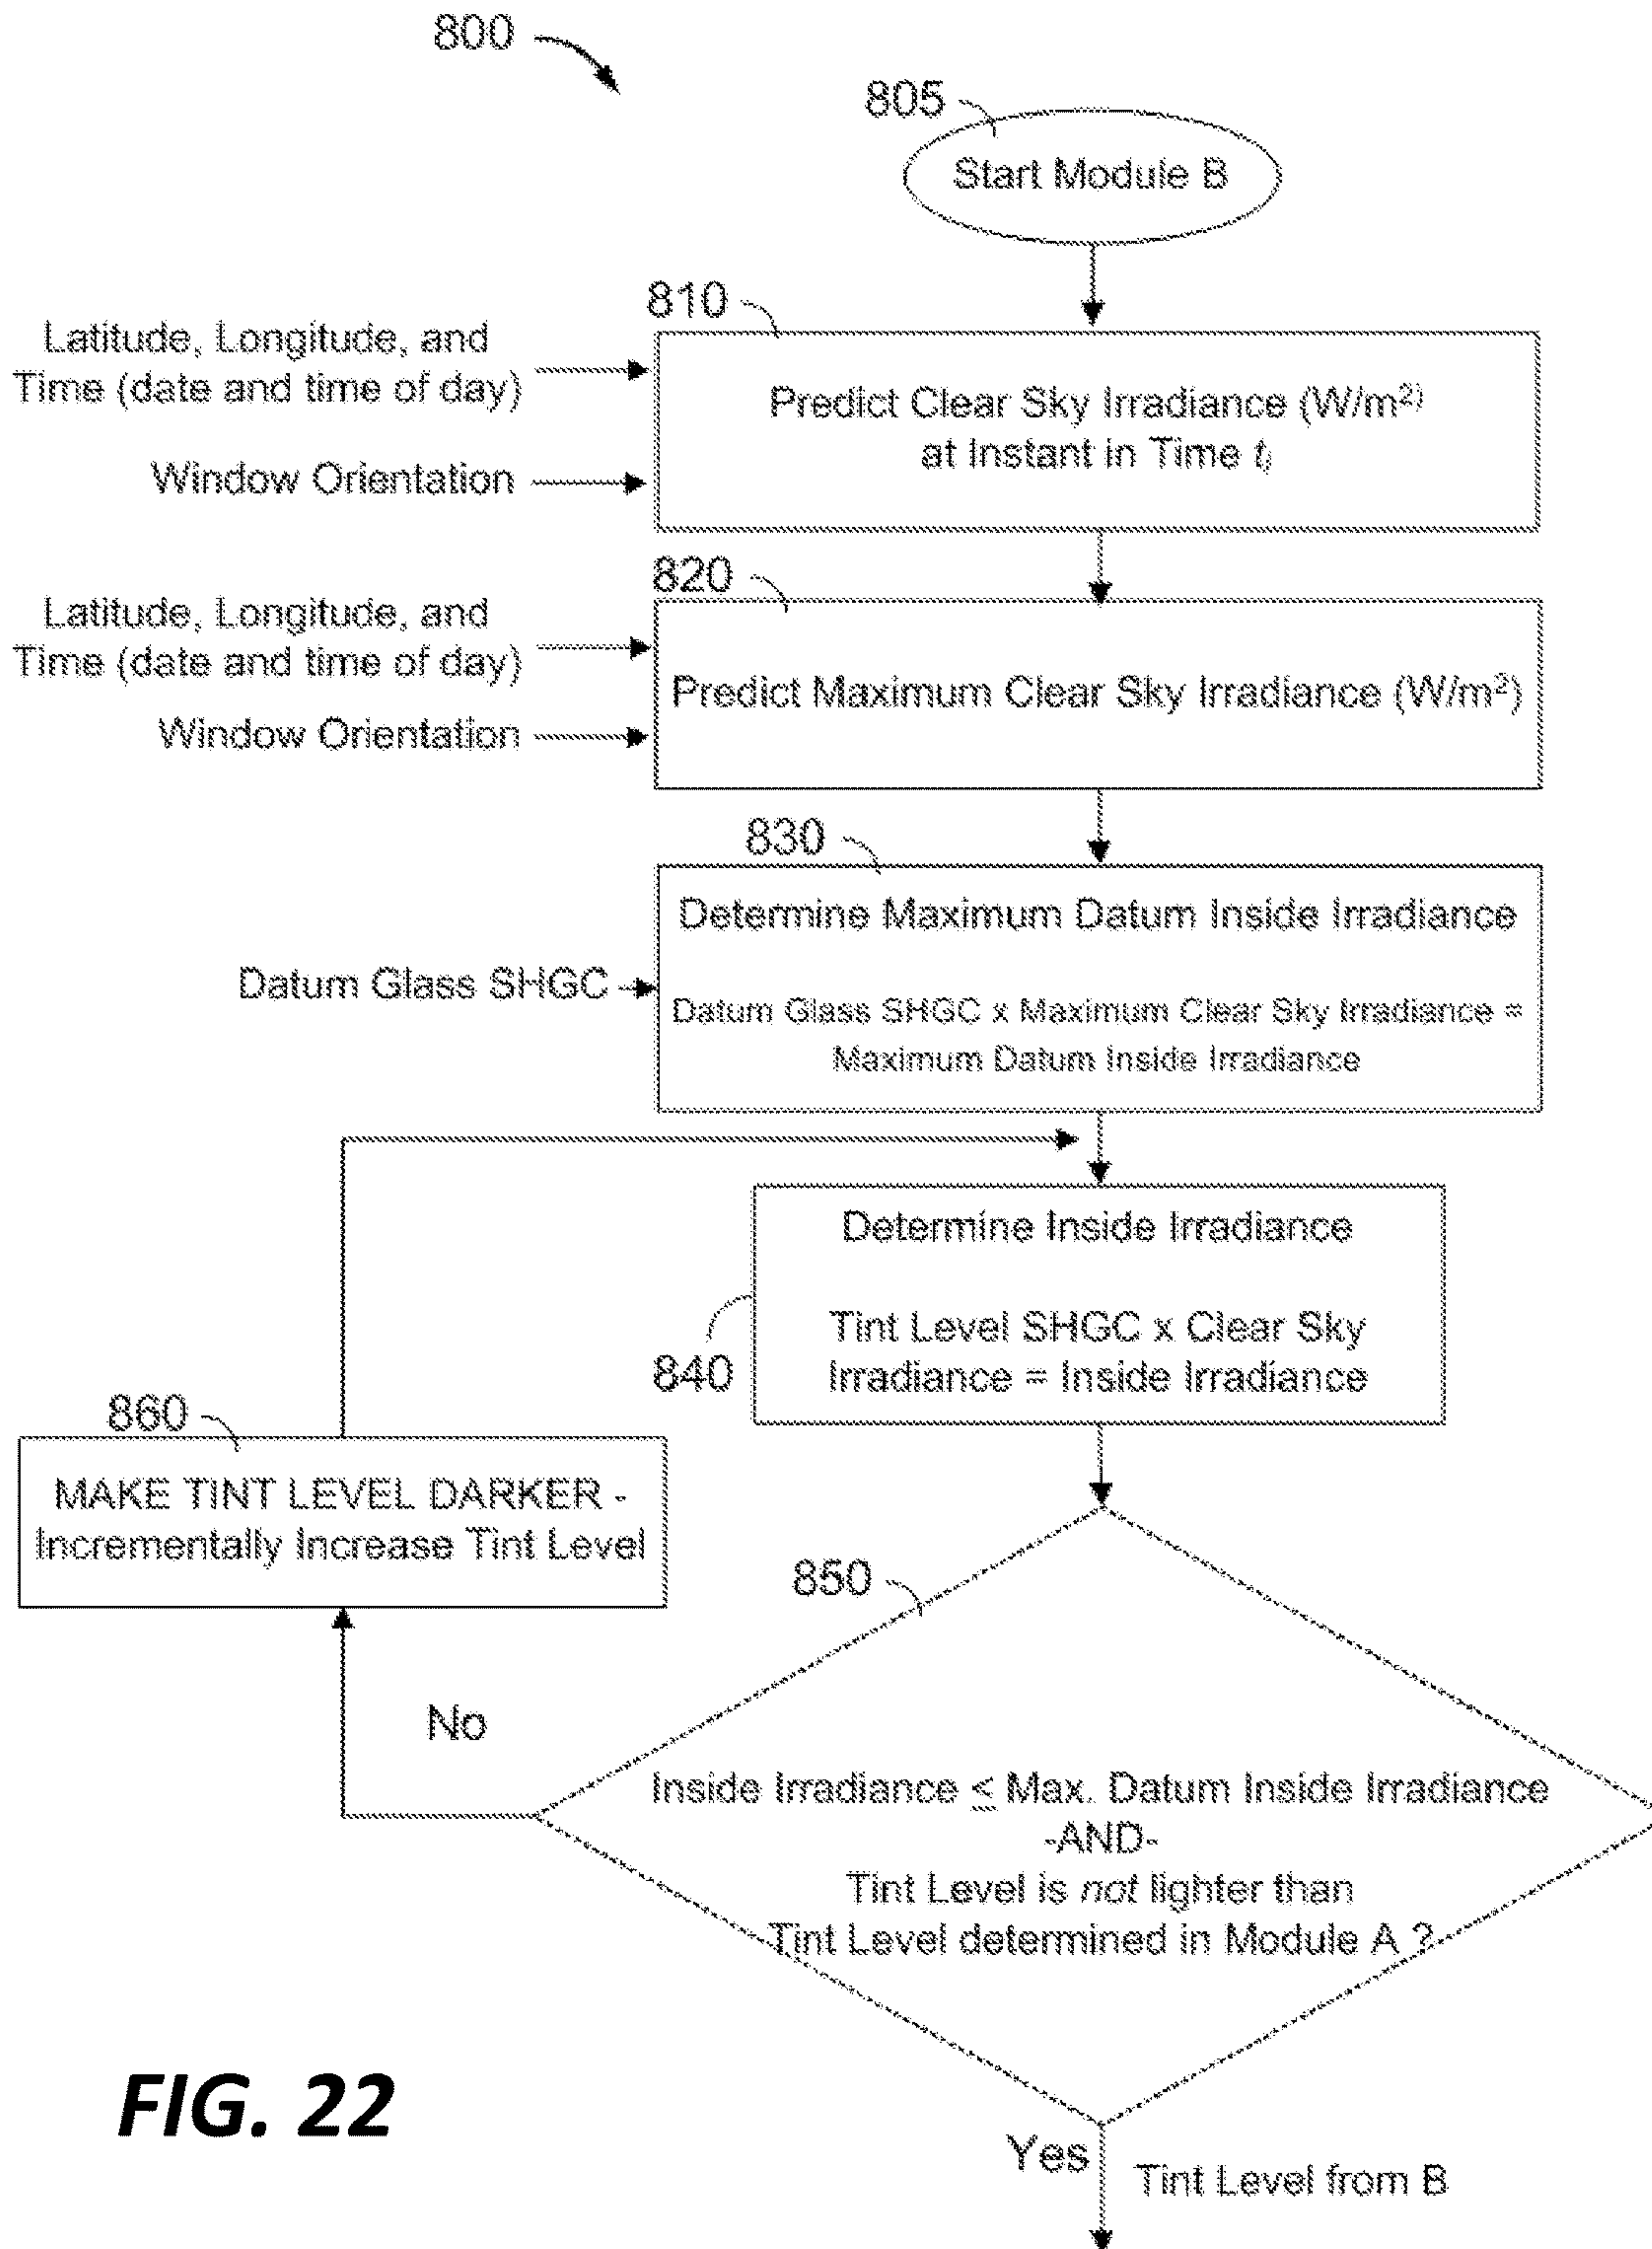 800
805
Start Module B
810
Latitude, Longitude, and
Time (date and time of day)
Window Orientation
Predict Clear Sky Irradiance (W/m²⁾
at Instant in Time tᵢ
820
Latitude, Longitude, and
Time (date and time of day)
Window Orientation
Predict Maximum Clear Sky Irradiance (W/m²)
830
Determine Maximum Datum Inside Irradiance
Datum Glass SHGC
Datum Glass SHGC x Maximum Clear Sky Irradiance =
Maximum Datum Inside Irradiance
Determine Inside Irradiance
Tint Level SHGC x Clear Sky
Irradiance = Inside Irradiance
840
860
MAKE TINT LEVEL DARKER -
Incrementally Increase Tint Level
850
No
Inside Irradiance ≤ Max. Datum Inside Irradiance
-AND-
Tint Level is not lighter than
Tint Level determined in Module A ?
FIG. 22
Yes
Tint Level from B